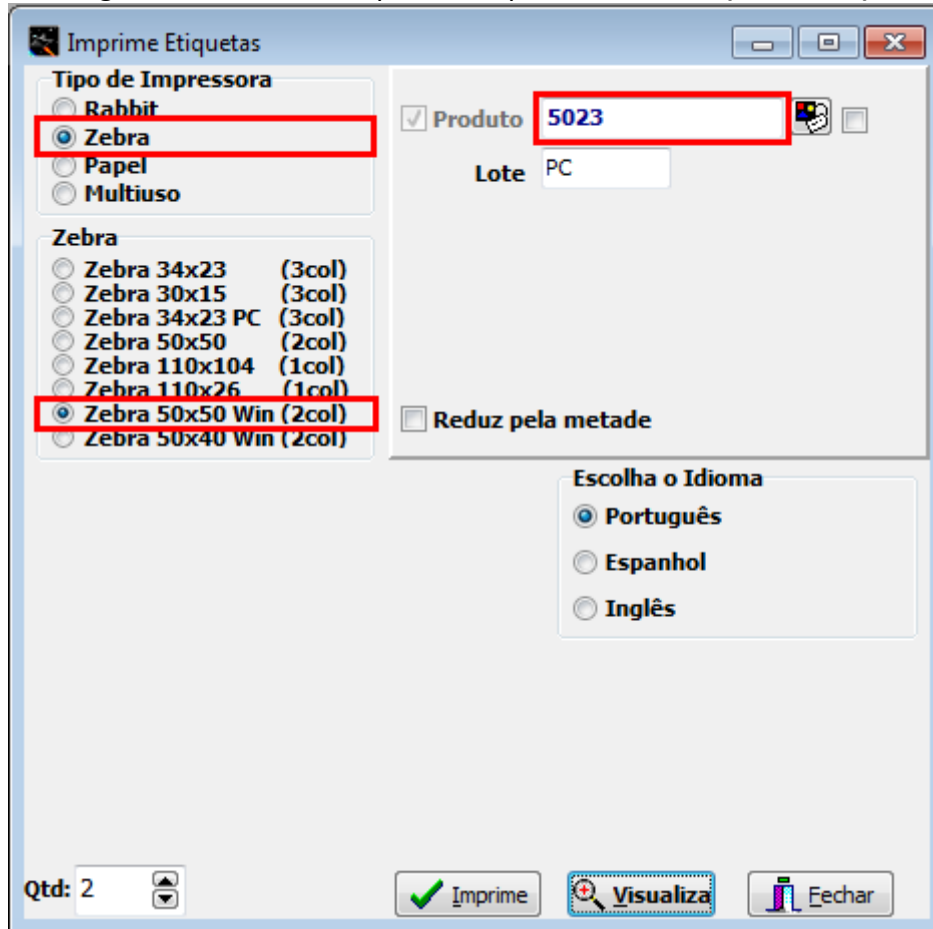 Imprime Etiquetas
Tipo de Impressora
Rabbit
Zebra
Papel
Multiuso
Produto 5023
Lote PC
Zebra
Zebra 34x23 (3col)
Zebra 30x15 (3col)
Zebra 34x23 PC (3col)
Zebra 50x50 (2col)
Zebra 110x104 (1col)
Zebra 110x26 (1col)
Zebra 50x50 Win (2col)
Zebra 50x40 Win (2col)
Reduz pela metade
Escolha o Idioma
Português
Espanhol
Inglês
Qtd: 2
Imprime
Visualiza
Fechar